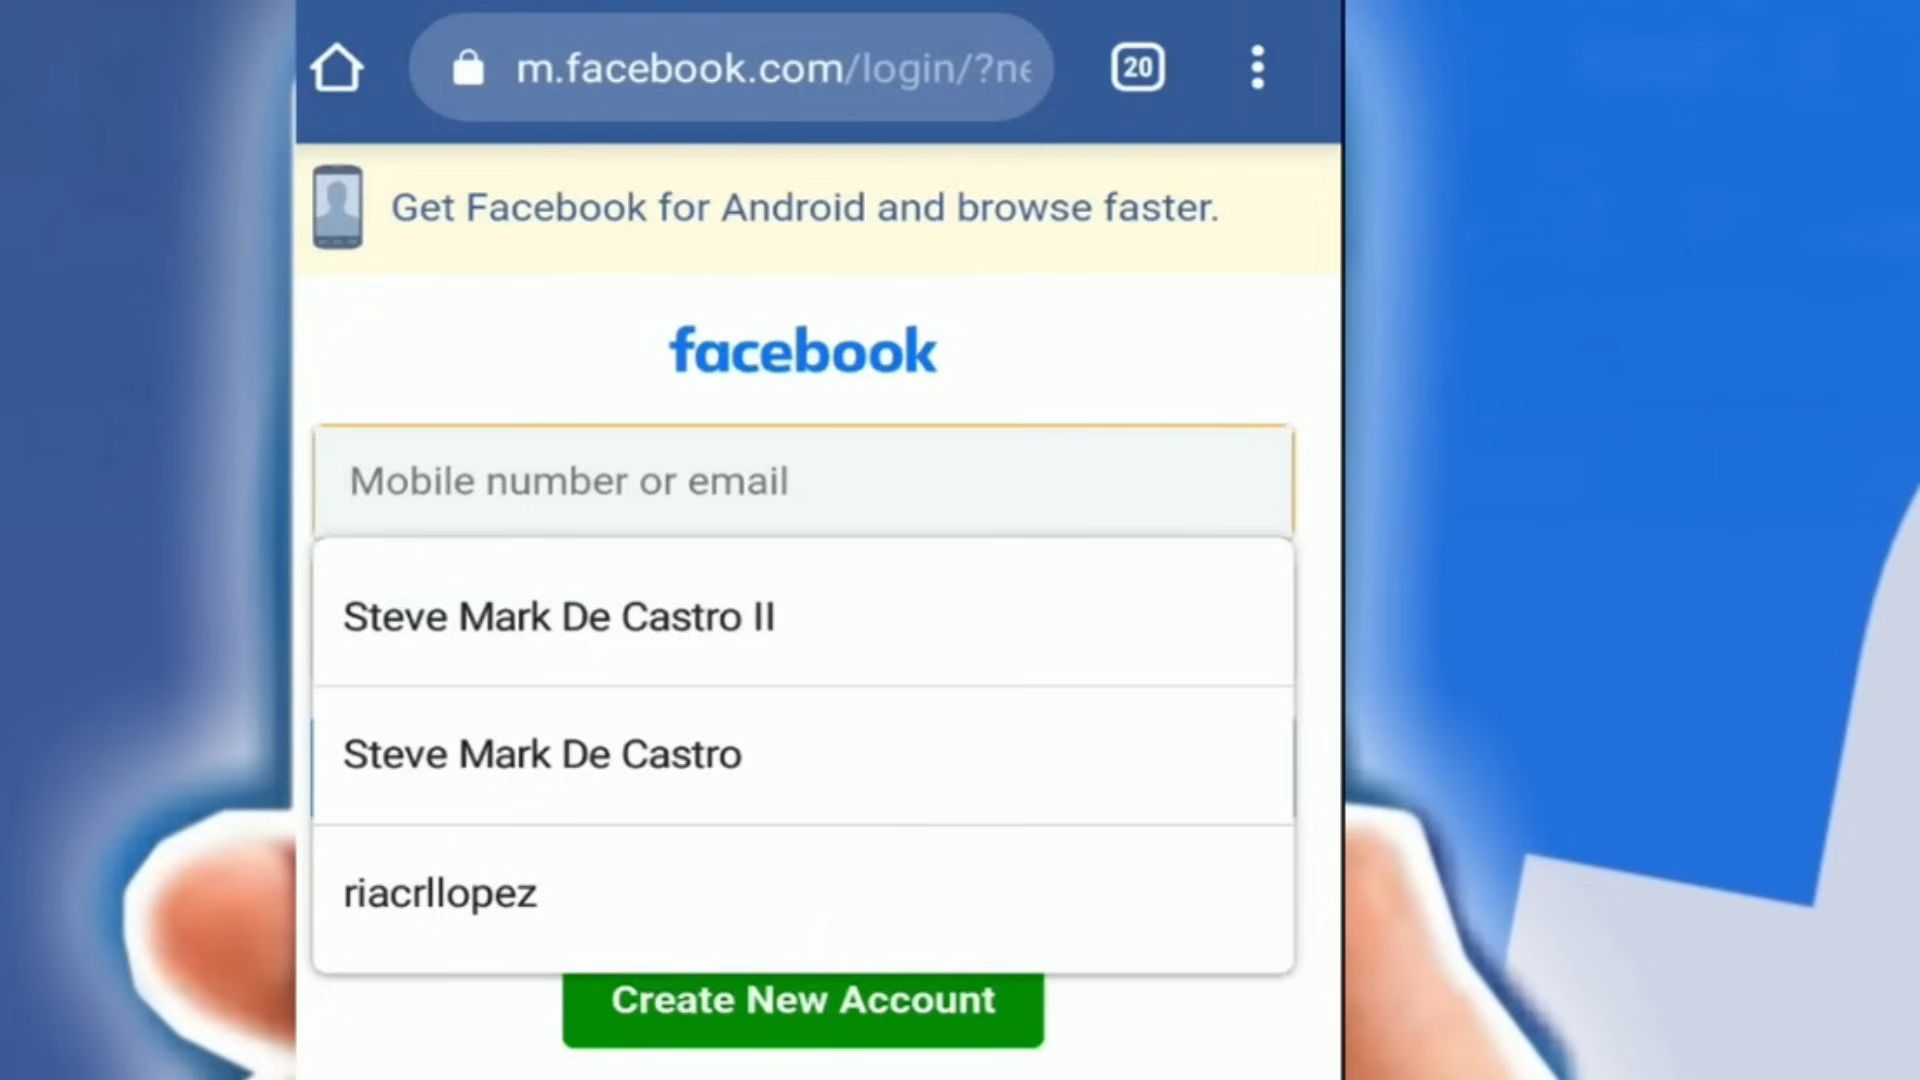 m.facebook.com/login/?ne
20
Get Facebook for Android and browse faster.
facebook
Mobile number or email
Steve Mark De Castro II
Steve Mark De Castro
riacrllopez
Create New Account